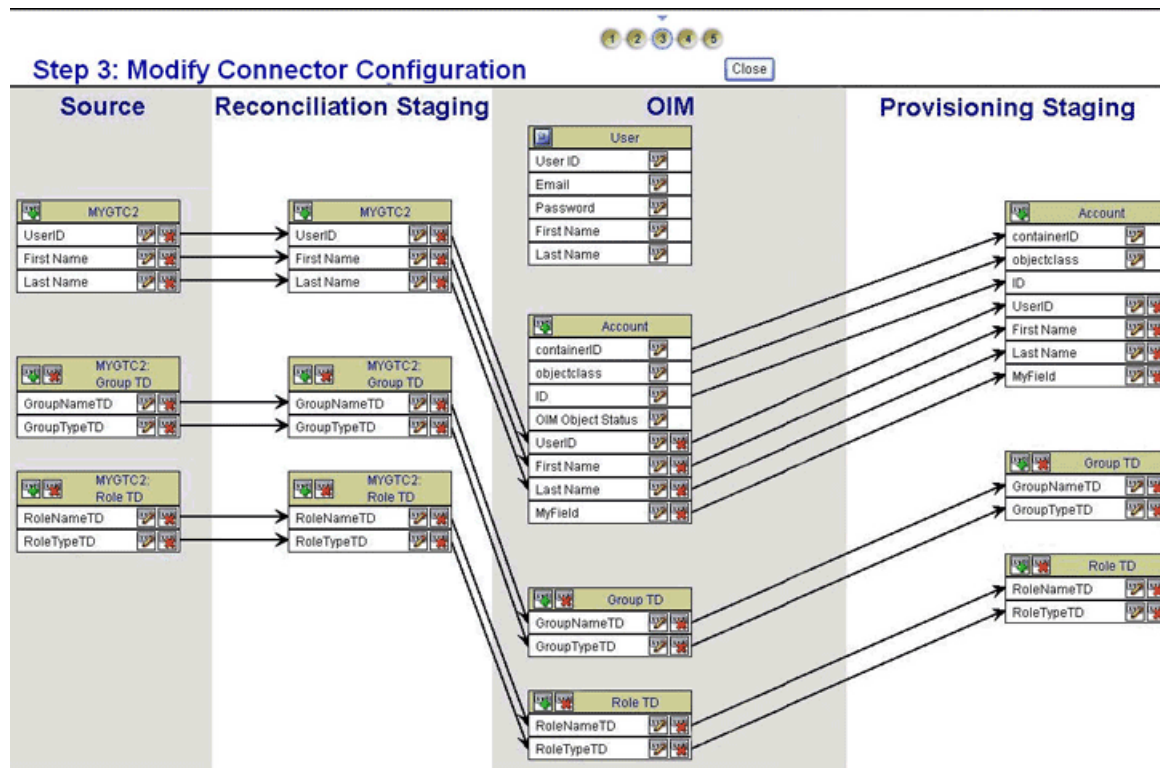 1 2 3 4 5
Step 3: Modify Connector Configuration
Close
Source
Reconciliation Staging
OIM
Provisioning Staging
MYGTC2
UserID
First Name
Last Name
MYGTC2:
Group TD
GroupNameTD
GroupTypeTD
MYGTC2:
Role TD
RoleNameTD
RoleTypeTD
MYGTC2
UserID
First Name
Last Name
MYGTC2:
Group TD
GroupNameTD
GroupTypeTD
MYGTC2:
Role TD
RoleNameTD
RoleTypeTD
User
User ID
Email
Password
First Name
Last Name
Account
containerID
objectclass
ID
OIM Object Status
UserID
First Name
Last Name
MyField
Group TD
GroupNameTD
GroupTypeTD
Role TD
RoleNameTD
RoleTypeTD
Account
containerID
objectclass
ID
UserID
First Name
Last Name
MyField
Group TD
GroupNameTD
GroupTypeTD
Role TD
RoleNameTD
RoleTypeTD